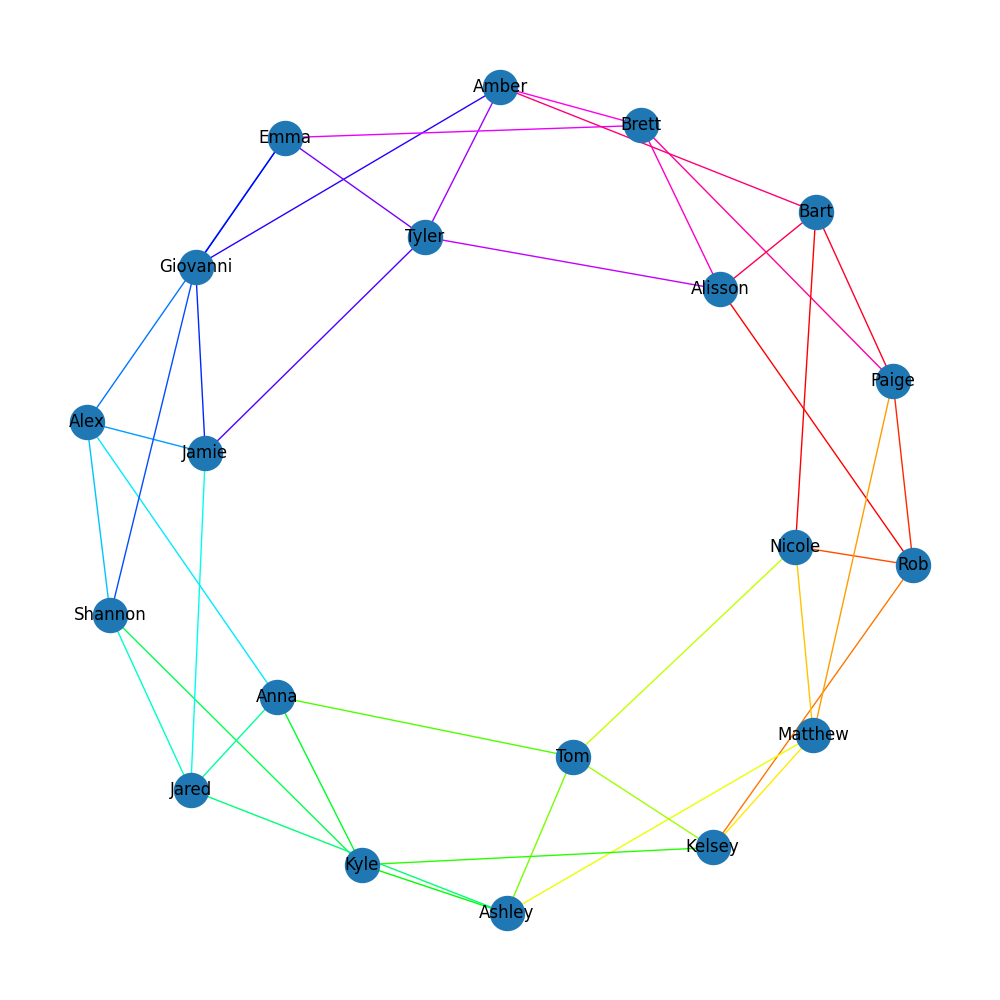 Amber
Brett
Emma
Bart
Tyler
Giovanni
Alisson
Paige
Alex
Jamie
Nicole
Rob
Shannon
Anna
Matthew
Tom
Jared
Kelsey
Kyle
Ashley